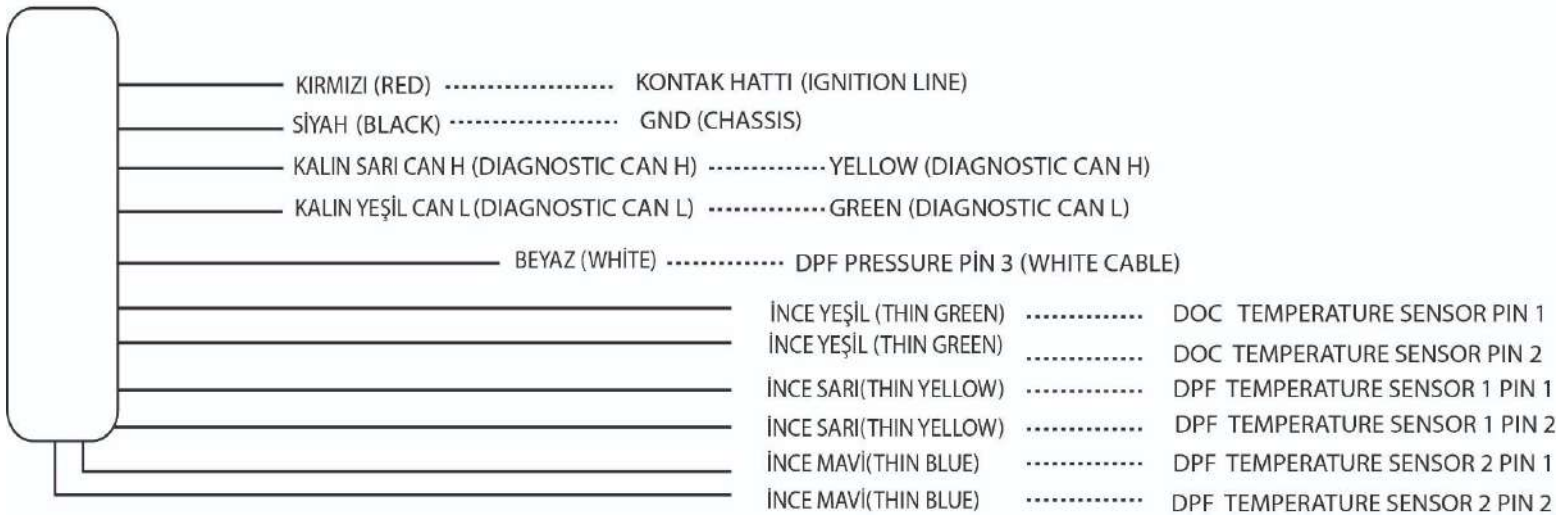 KIRMIZI (RED) .................. KONTAK HATTI (IGNITION LINE)
SİYAH (BLACK) .................. GND (CHASSIS)
KALIN SARI CAN H (DIAGNOSTIC CAN H) ............. YELLOW (DIAGNOSTIC CAN H)
KALIN YEŞİL CAN L (DIAGNOSTIC CAN L) ............. GREEN (DIAGNOSTIC CAN L)
BEYAZ (WHİTE) ............. DPF PRESSURE PİN 3 (WHITE CABLE)
İNCE YEŞİL (THIN GREEN) ............. DOC TEMPERATURE SENSOR PIN 1
İNCE YEŞİL (THIN GREEN) ............. DOC TEMPERATURE SENSOR PIN 2
İNCE SARI(THIN YELLOW) ............. DPF TEMPERATURE SENSOR 1 PIN 1
İNCE SARI(THIN YELLOW) ............. DPF TEMPERATURE SENSOR 1 PIN 2
İNCE MAVİ(THIN BLUE) ............. DPF TEMPERATURE SENSOR 2 PIN 1
İNCE MAVİ(THIN BLUE) ............. DPF TEMPERATURE SENSOR 2 PIN 2